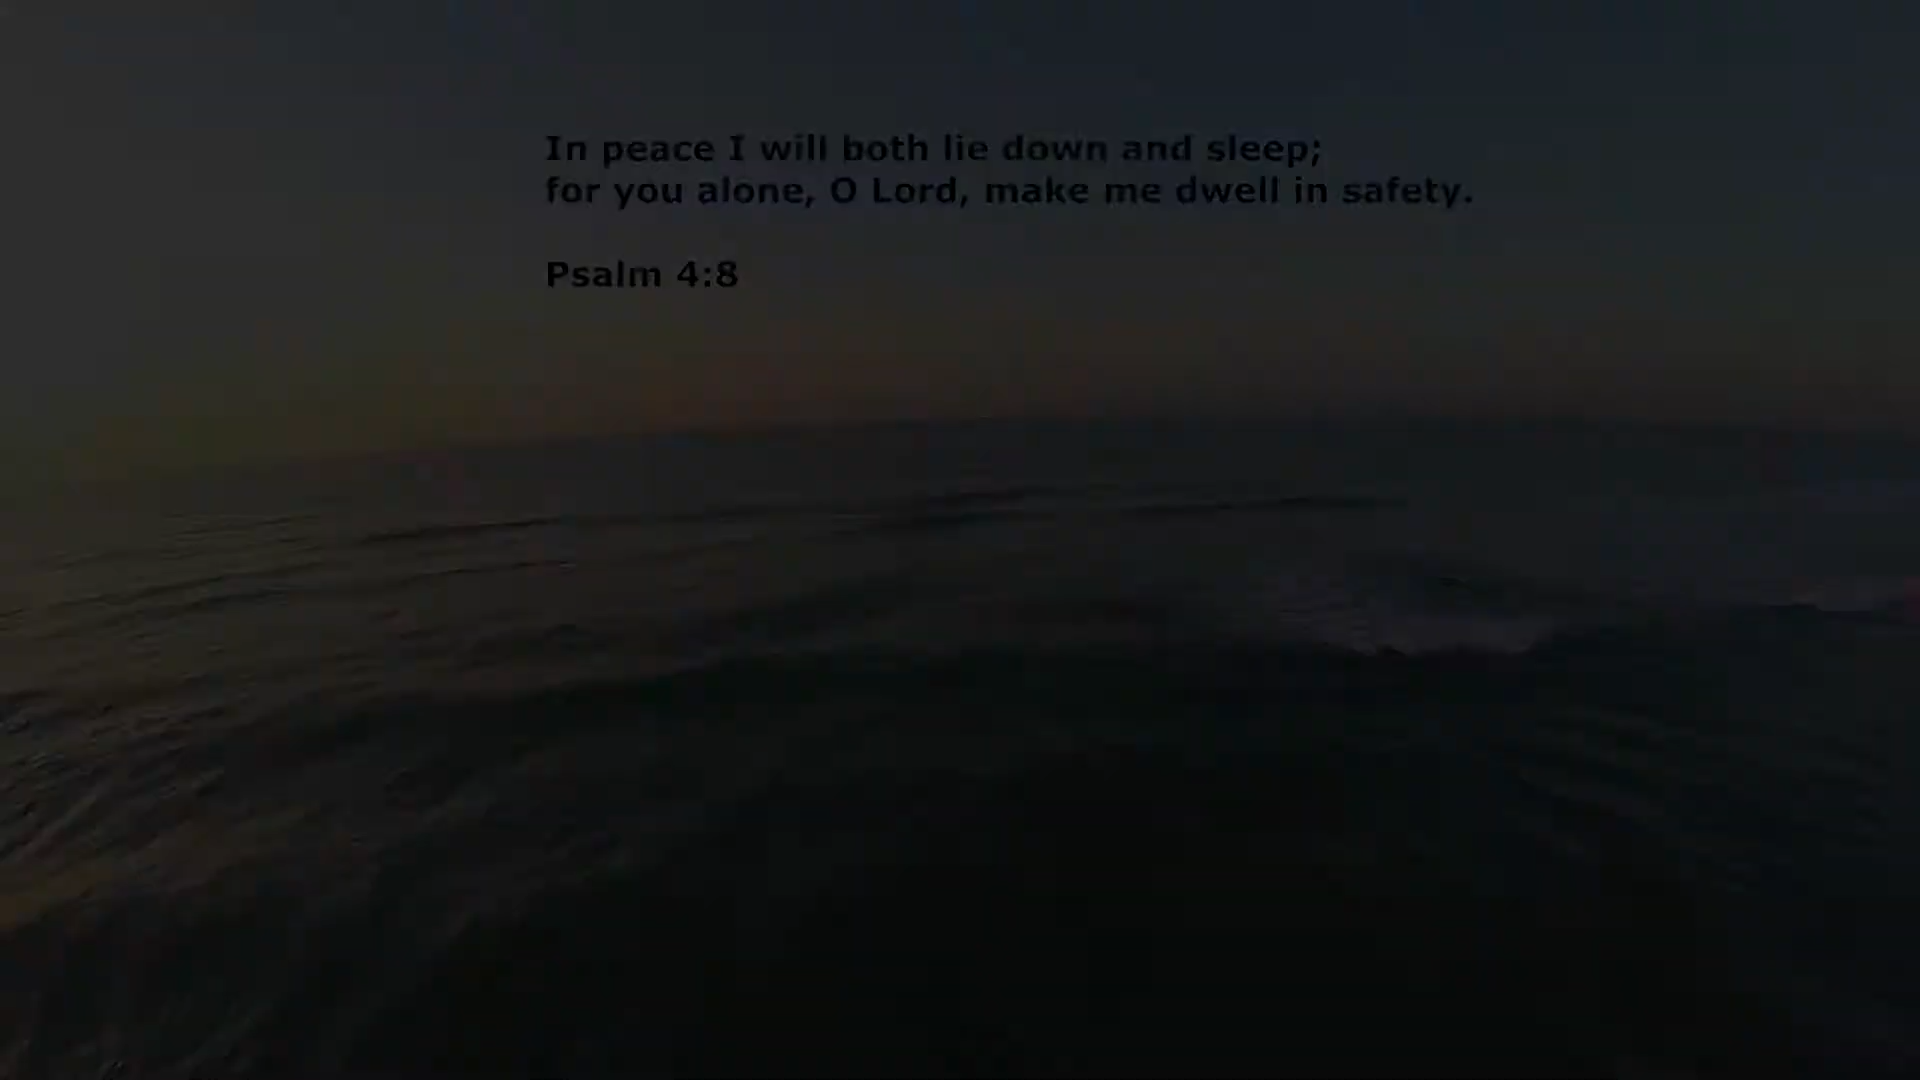 In peace I will both lie down and sleep;
for you alone, O Lord, make me dwell in safety.
Psalm 4:8